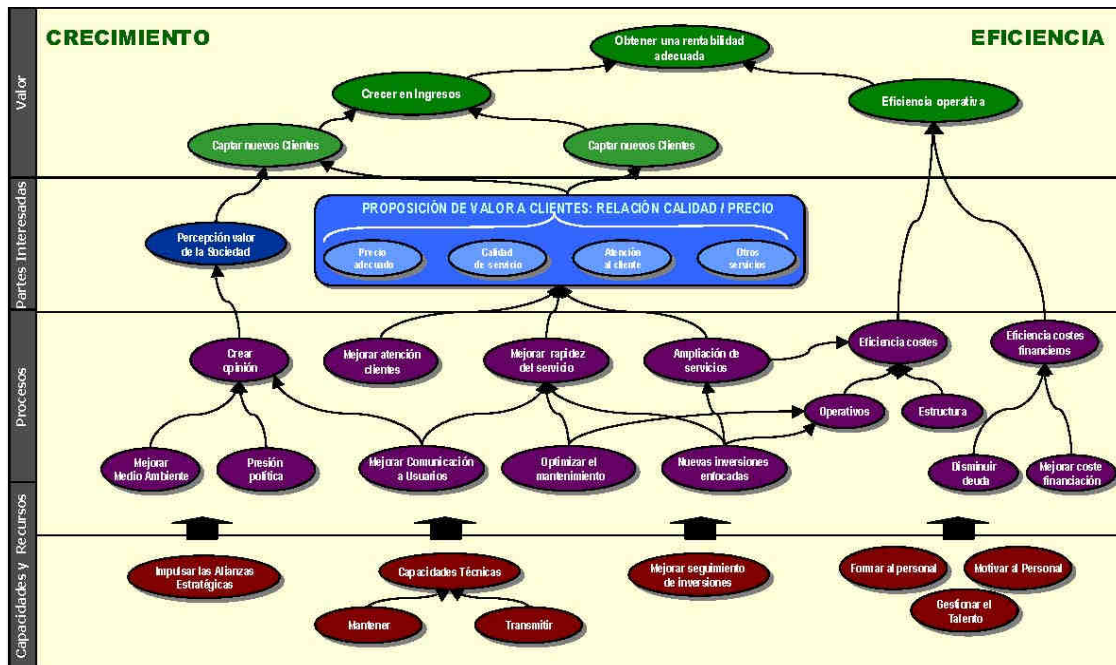 CRECIMIENTO
EFICIENCIA
Obtener una rentabilidad
adecuada
Crecer en Ingresos
Eficiencia operativa
Captar nuevos Clientes
Captar nuevos Clientes
Valor
PROPOSICIÓN DE VALOR A CLIENTES: RELACIÓN CALIDAD / PRECIO
Percepción valor
de la Sociedad
Precio
adecuado
Calidad
de servicio
Atención
al cliente
Otros
servicios
Partes Interesadas
Crear
opinión
Mejorar atención
clientes
Mejorar rapidez
del servicio
Ampliación de
servicios
Eficiencia costes
Eficiencia costes
financieros
Operativos
Estructura
Mejorar
Medio Ambiente
Presión
política
Mejorar Comunicación
a Usuarios
Optimizar el
mantenimiento
Nuevas inversiones
enfocadas
Disminuir
deuda
Mejorar coste
financiación
Procesos
Impulsar las Alianzas
Estratégicas
Capacidades Técnicas
Mejorar seguimiento
de inversiones
Formar al personal
Motivar al Personal
Gestionar el
Talento
Mantener
Transmitir
Capacidades y Recursos